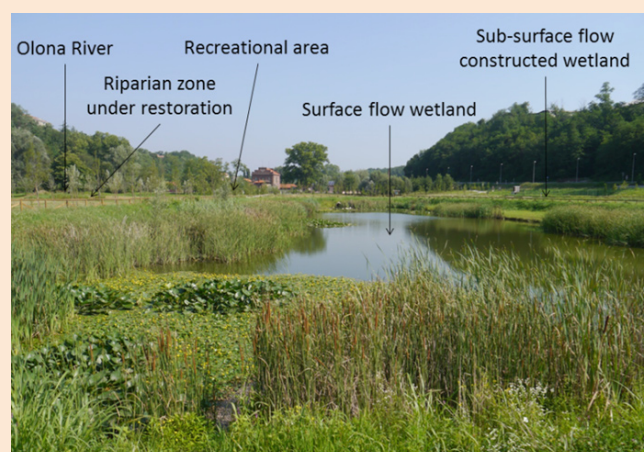 Olona River
Riparian zone
under restoration
Recreational area
Surface flow wetland
Sub-surface flow
constructed wetland